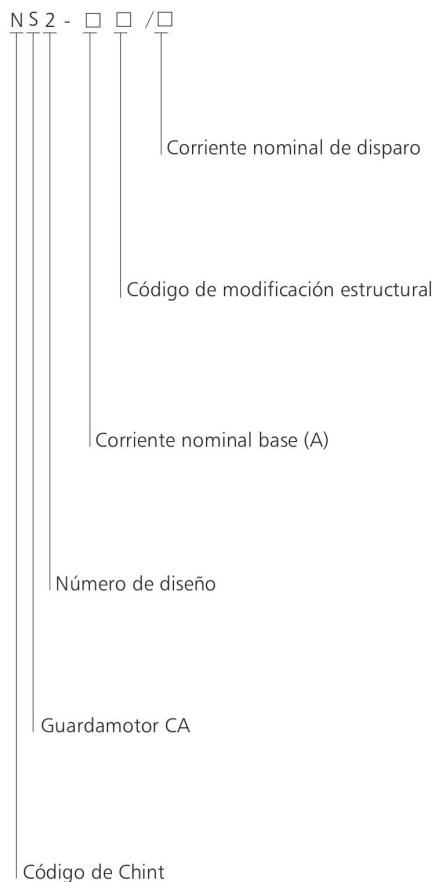 NS2-□ □ /□
Corriente nominal de disparo
Código de modificación estructural
Corriente nominal base (A)
Número de diseño
Guardamotor CA
Código de Chint